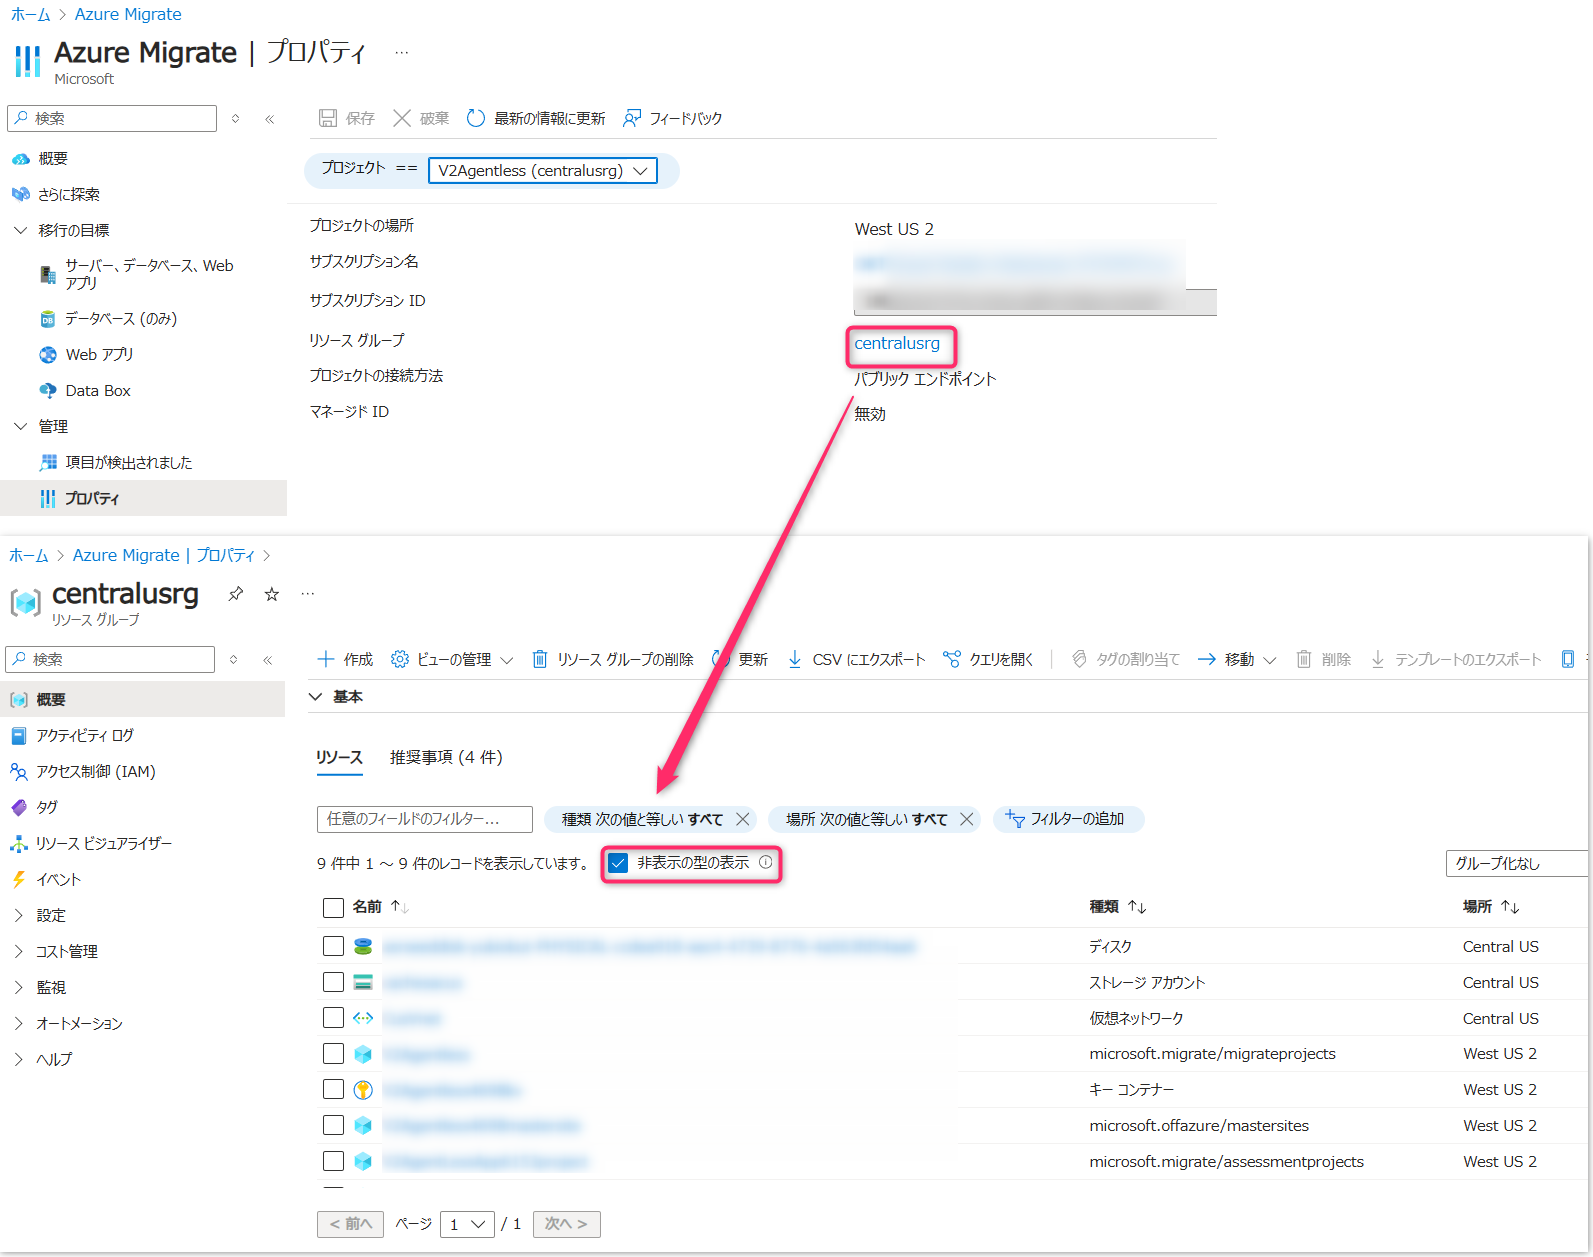 ホーム > Azure Migrate
Azure Migrate | プロパティ …
Microsoft
検索
保存 破棄 最新の情報に更新 フィードバック
概要
さらに探索
移行の目標
サーバー、データベース、Web
アプリ
データベース (のみ)
Web アプリ
Data Box
管理
項目が検出されました
プロパティ
プロジェクト == V2Agentless (centralusrg)
プロジェクトの場所 West US 2
サブスクリプション名
サブスクリプション ID
リソース グループ centralusrg
プロジェクトの接続方法 パブリック エンドポイント
マネージド ID 無効
ホーム > Azure Migrate | プロパティ >
centralusrg …
リソース グループ
検索
概要
アクティビティ ログ
アクセス制御 (IAM)
タグ
リソース ビジュアライザー
イベント
設定
コスト管理
監視
オートメーション
ヘルプ
作成 ビューの管理 リソース グループの削除 更新 CSV にエクスポート クエリを開く タグの割り当て 移動 削除 テンプレートのエクスポート
基本
リソース 推奨事項 (4 件)
任意のフィールドのフィルター... 種類 次の値と等しい すべて 場所 次の値と等しい すべて フィルターの追加
9 件中 1 ～ 9 件のレコードを表示しています。 非表示の型の表示 グループ化なし
名前 ↑↓ 種類 ↑↓ 場所 ↑↓
ディスク Central US
ストレージ アカウント Central US
仮想ネットワーク Central US
microsoft.migrate/migrateprojects West US 2
キー コンテナー West US 2
microsoft.offazure/mastersites West US 2
microsoft.migrate/assessmentprojects West US 2
< 前へ ページ 1 / 1 次へ >